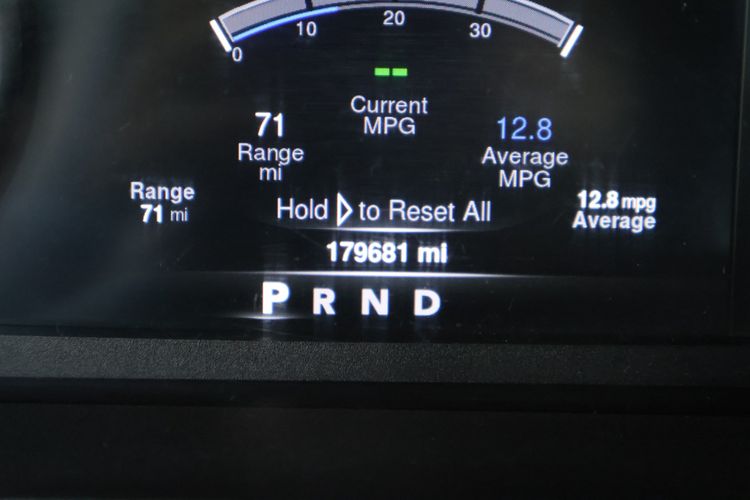 20
10
30
0
--
Current
MPG
71
Range
mi
12.8
Average
MPG
Range
71 mi
Hold ▷ to Reset All
12.8 mpg
Average
179681 mi
P R N D